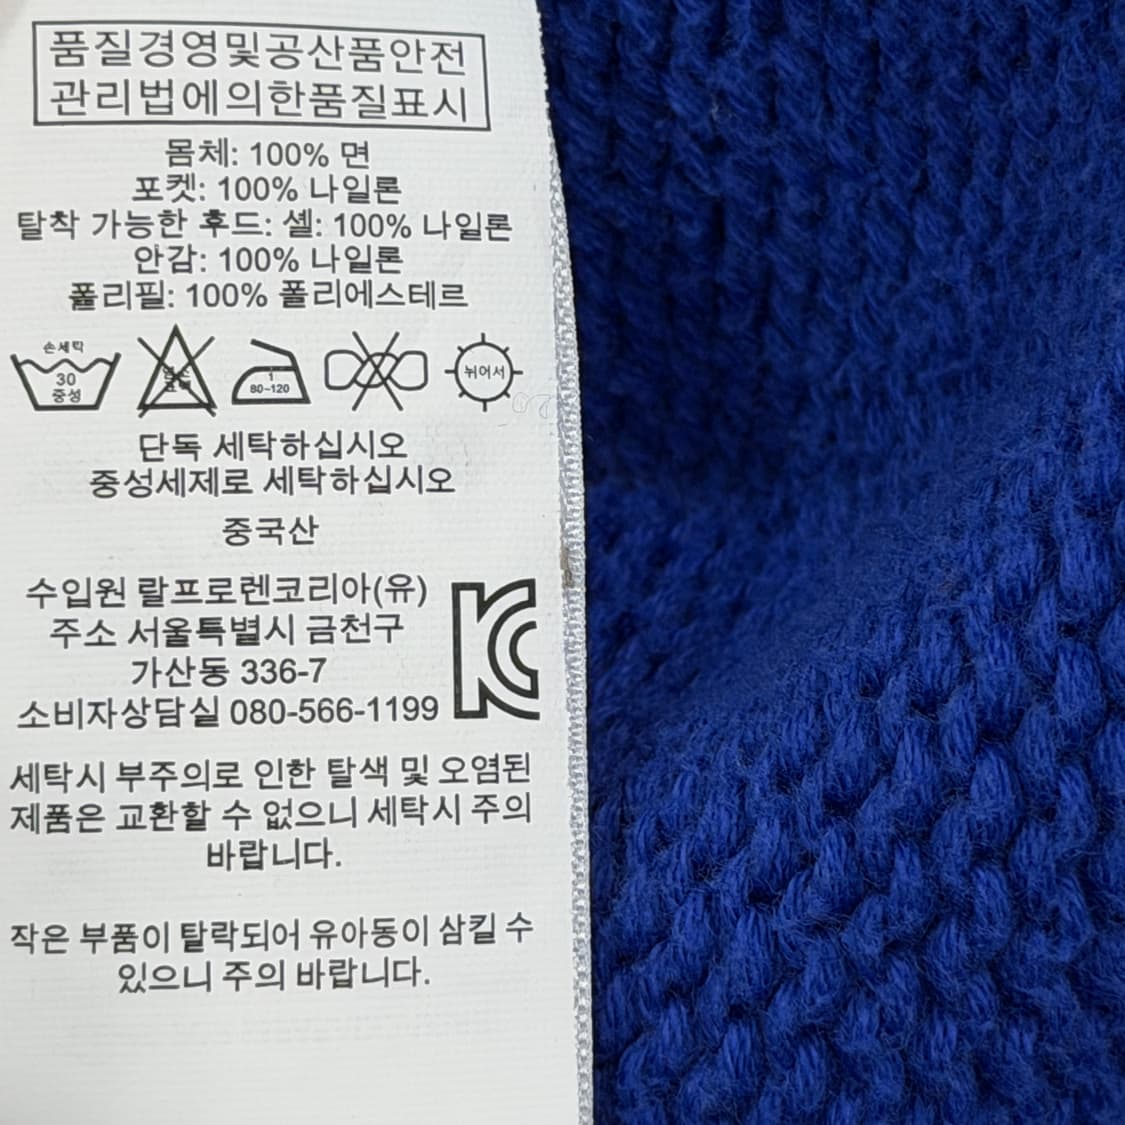 품질경영및공산품안전
관리법에의한품질표시
몸체: 100% 면
포켓: 100% 나일론
탈착 가능한 후드: 셸: 100% 나일론
안감: 100% 나일론
폴리필: 100% 폴리에스테르
손세탁
30
중성
1
80~120
뉘어서
단독 세탁하십시오
중성세제로 세탁하십시오
중국산
수입원 랄프로렌코리아(유)
주소 서울특별시 금천구
가산동 336-7
소비자상담실 080-566-1199
세탁시 부주의로 인한 탈색 및 오염된
제품은 교환할 수 없으니 세탁시 주의
바랍니다.
작은 부품이 탈락되어 유아동이 삼킬 수
있으니 주의 바랍니다.